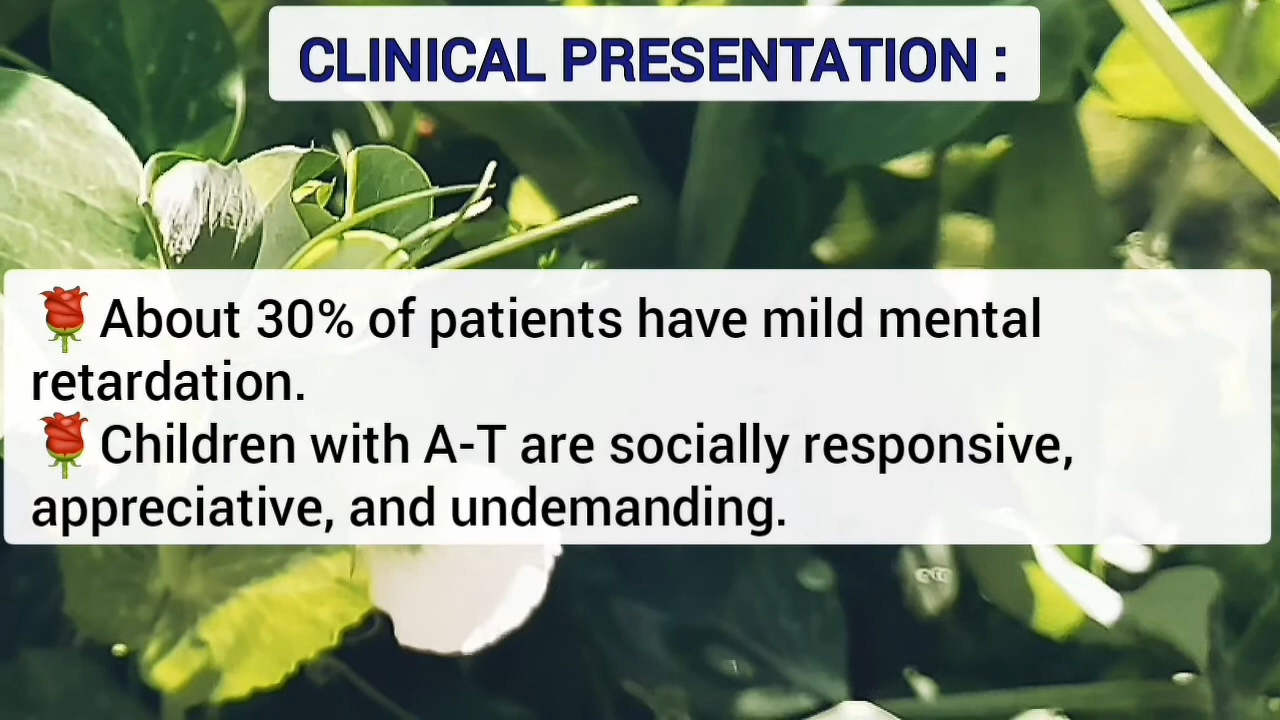 CLINICAL PRESENTATION :
🌹About 30% of patients have mild mental
retardation.
🌹Children with A-T are socially responsive,
appreciative, and undemanding.